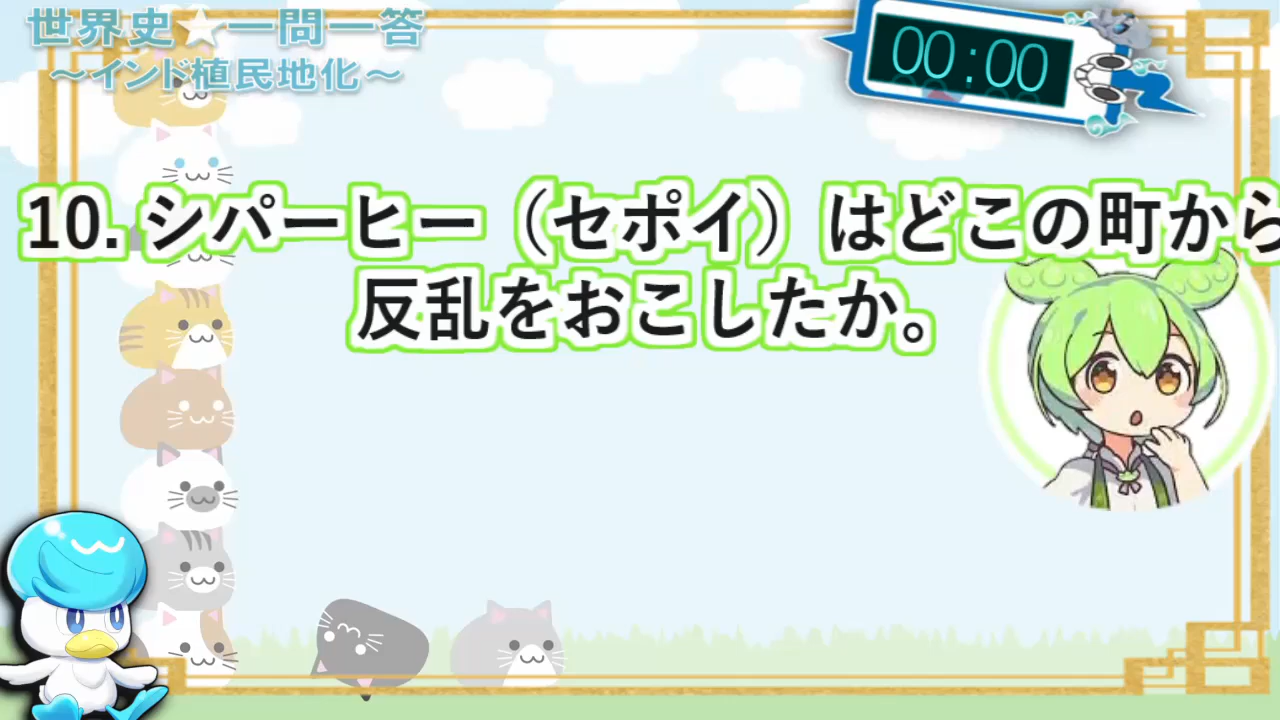 世界史☆一問一答
～インド植民地化～
00:00
10. シパーヒー（セポイ）はどこの町から
反乱をおこしたか。